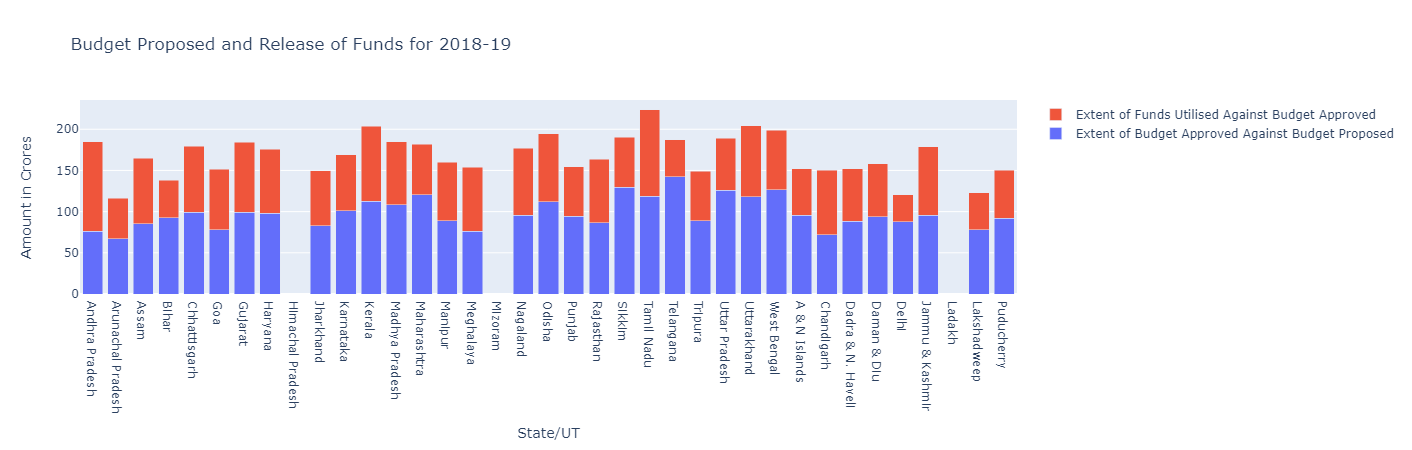 Budget Proposed and Release of Funds for 2018-19
Extent of Funds Utilised Against Budget Approved
Extent of Budget Approved Against Budget Proposed
Amount in Crores
200
150
100
50
0
Andhra Pradesh
Arunachal Pradesh
Assam
Bihar
Chhattisgarh
Goa
Gujarat
Haryana
Himachal Pradesh
Jharkhand
Karnataka
Kerala
Madhya Pradesh
Maharashtra
Manipur
Meghalaya
Mizoram
Nagaland
Odisha
Punjab
Rajasthan
Sikkim
Tamil Nadu
Telangana
Tripura
Uttar Pradesh
Uttarakhand
West Bengal
A & N Islands
Chandigarh
Dadra & N. Haveli
Daman & Diu
Delhi
Jammu & Kashmir
Ladakh
Lakshadweep
Puducherry
State/UT